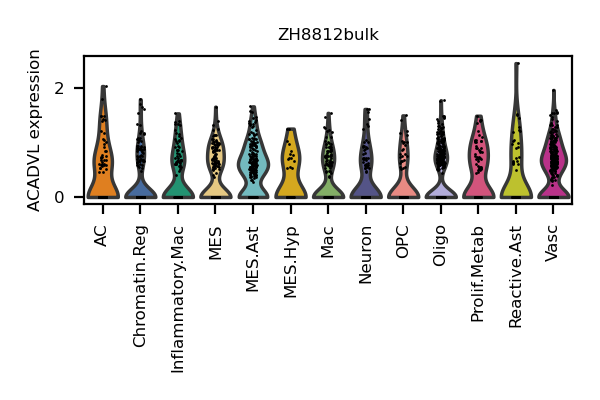 ZH8812bulk
ACADVL expression
2
0
AC
Chromatin.Reg
Inflammatory.Mac
MES
MES.Ast
MES.Hyp
Mac
Neuron
OPC
Oligo
Prolif.Metab
Reactive.Ast
Vasc